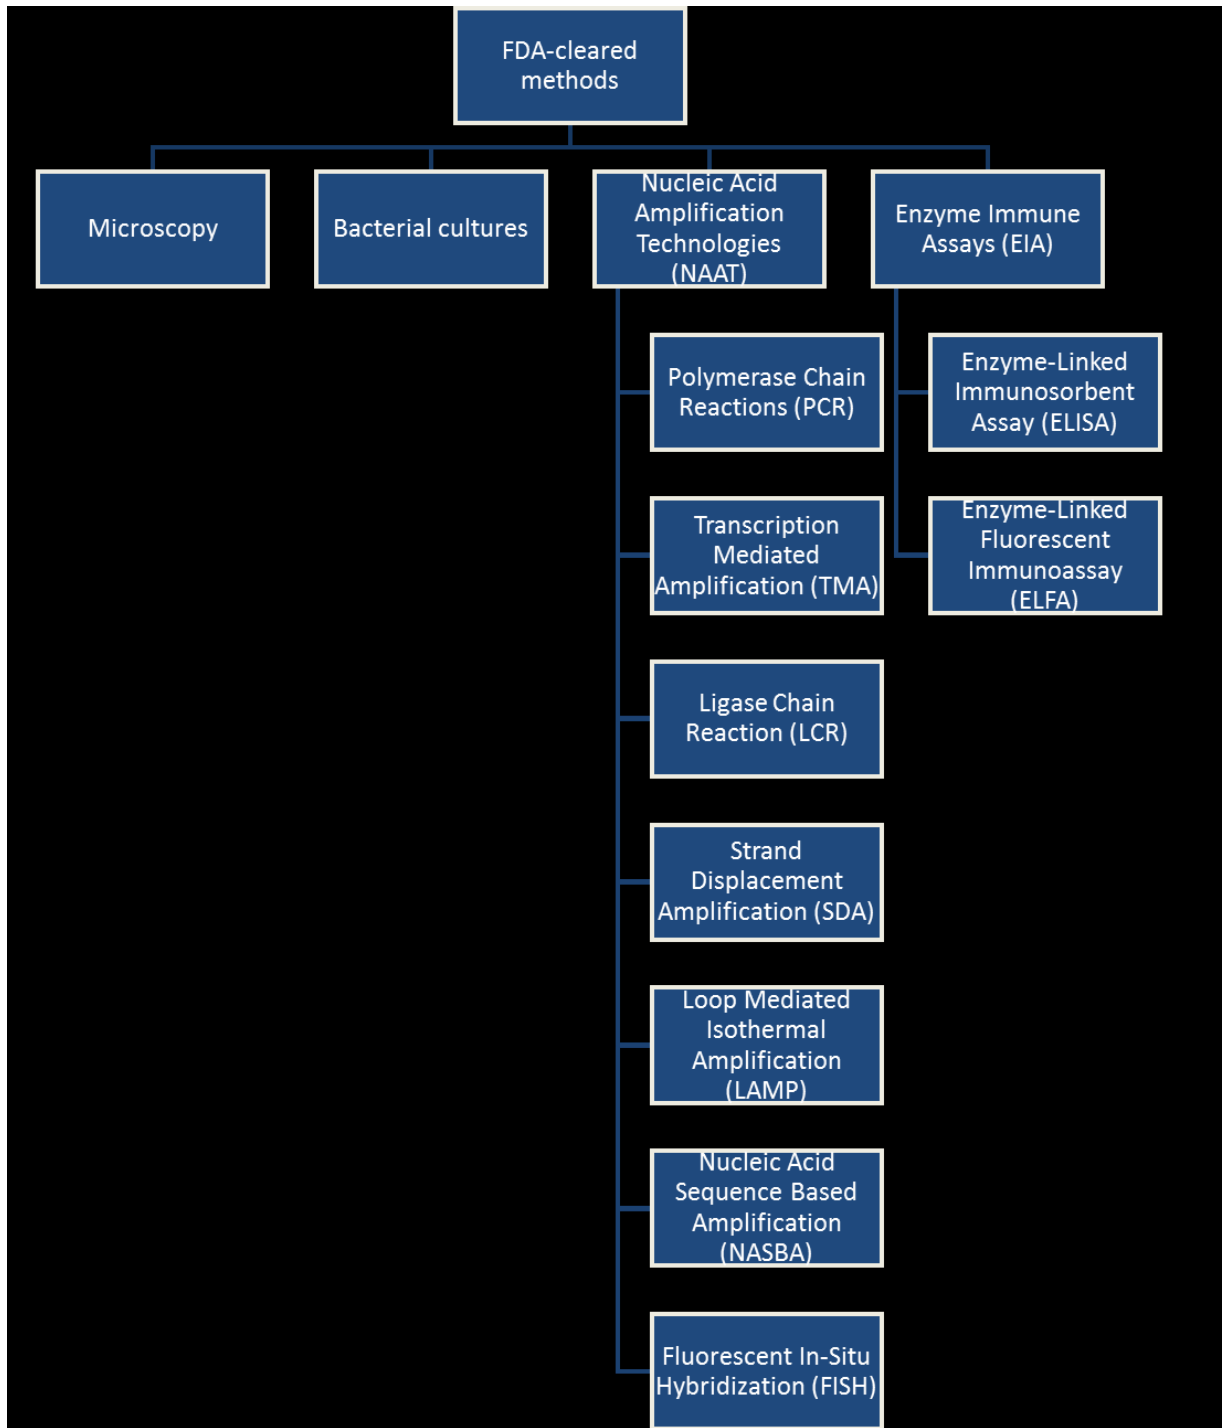 FDA-cleared
methods
Microscopy
Bacterial cultures
Nucleic Acid
Amplification
Technologies
(NAAT)
Enzyme Immune
Assays (EIA)
Polymerase Chain
Reactions (PCR)
Transcription
Mediated
Amplification (TMA)
Ligase Chain
Reaction (LCR)
Strand
Displacement
Amplification (SDA)
Loop Mediated
Isothermal
Amplification
(LAMP)
Nucleic Acid
Sequence Based
Amplification
(NASBA)
Fluorescent In-Situ
Hybridization (FISH)
Enzyme-Linked
Immunosorbent
Assay (ELISA)
Enzyme-Linked
Fluorescent
Immunoassay
(ELFA)